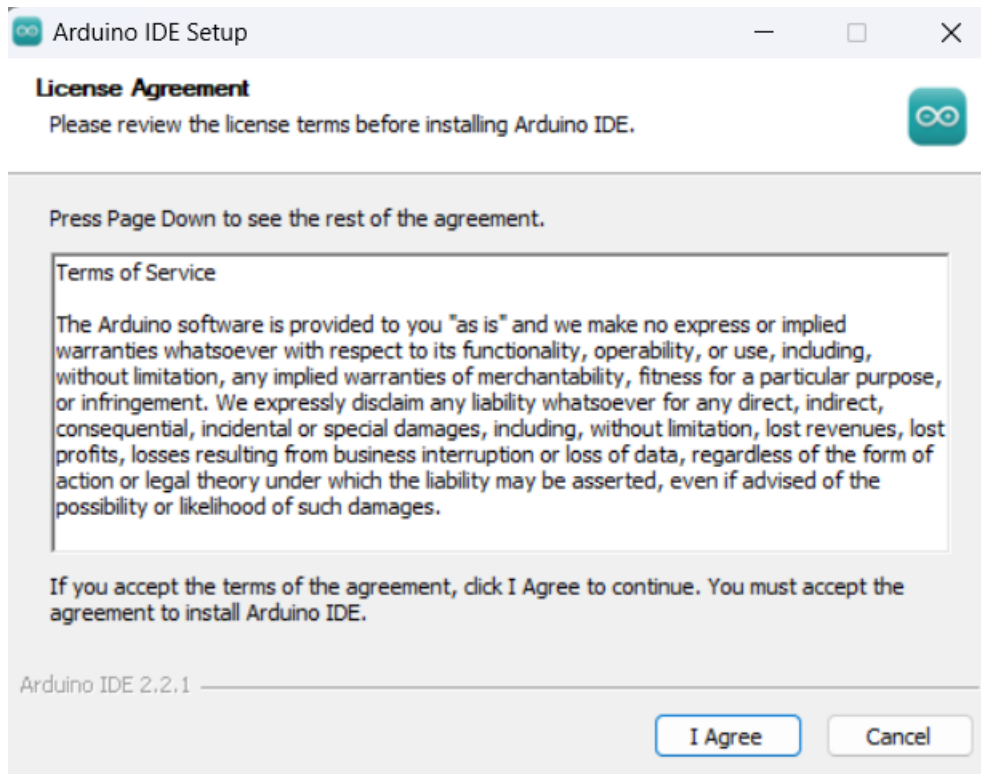 Arduino IDE Setup
License Agreement
Please review the license terms before installing Arduino IDE.
Press Page Down to see the rest of the agreement.
Terms of Service
The Arduino software is provided to you "as is" and we make no express or implied
warranties whatsoever with respect to its functionality, operability, or use, including,
without limitation, any implied warranties of merchantability, fitness for a particular purpose,
or infringement. We expressly disclaim any liability whatsoever for any direct, indirect,
consequential, incidental or special damages, including, without limitation, lost revenues, lost
profits, losses resulting from business interruption or loss of data, regardless of the form of
action or legal theory under which the liability may be asserted, even if advised of the
possibility or likelihood of such damages.
If you accept the terms of the agreement, click I Agree to continue. You must accept the
agreement to install Arduino IDE.
Arduino IDE 2.2.1
I Agree
Cancel